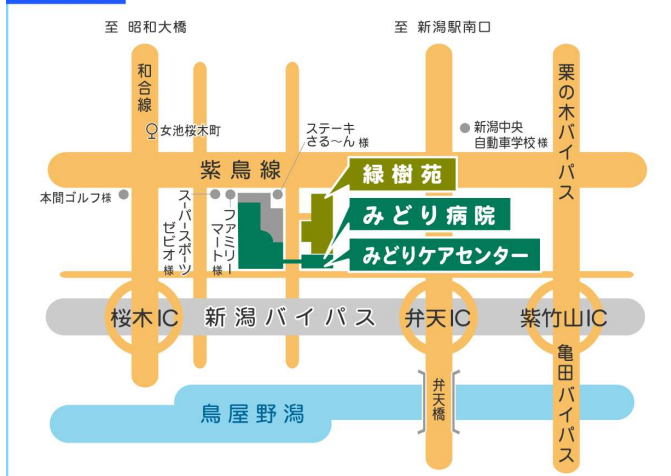 至 昭和大橋
至 新潟駅南口
和合線
栗の木バイパス
女池桜木町
ステーキ
さる〜ん 様
新潟中央
自動車学校 様
紫鳥線
緑樹苑
本間ゴルフ様
スーパースポーツ
ゼビオ様
ファミリー
マート様
みどり病院
みどりケアセンター
桜木IC
新潟バイパス
弁天IC
紫竹山IC
亀田バイパス
弁天橋
鳥屋野潟